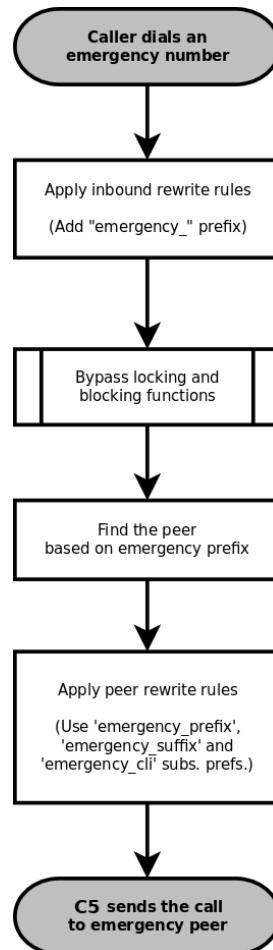 Caller dials an
emergency number
Apply inbound rewrite rules
(Add "emergency_" prefix)
Bypass locking and
blocking functions
Find the peer
based on emergency prefix
Apply peer rewrite rules
(Use 'emergency_prefix',
'emergency_suffix' and
'emergency_cli' subs. prefs.)
C5 sends the call
to emergency peer